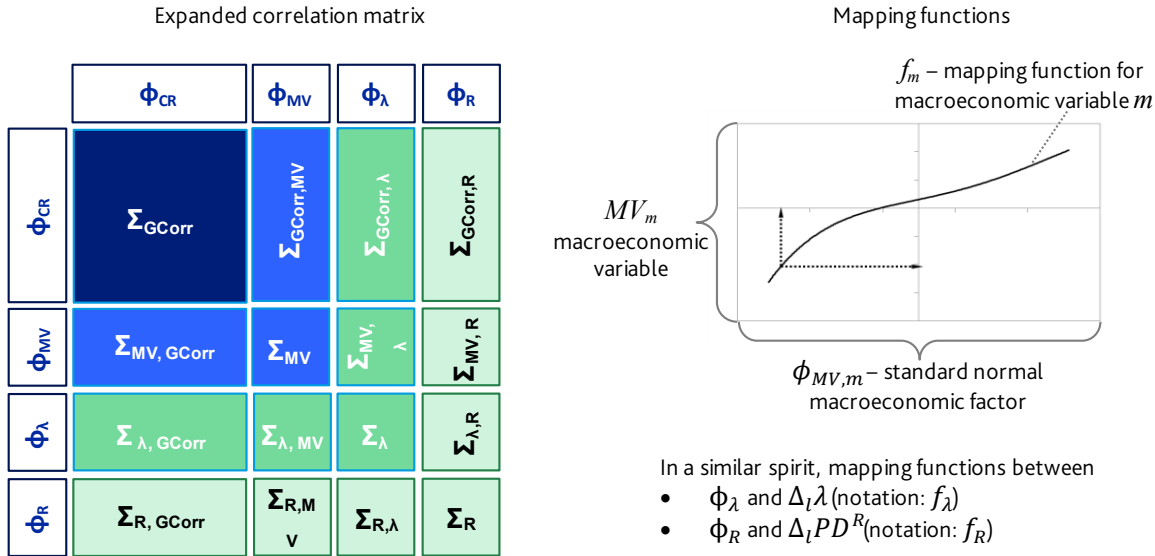 Expanded correlation matrix
ϕCR ϕMV ϕλ ϕR
ϕCR ΣGCorr ΣGCorr,MV ΣGCorr, λ ΣGCorr,R
ϕMV ΣMV, GCorr ΣMV ΣMV, λ ΣMV, R
ϕλ Σ λ, GCorr Σλ, MV Σλ Σλ,R
ϕR ΣR, GCorr ΣR,M
V
ΣR,λ ΣR
Mapping functions
fm – mapping function for
macroeconomic variable m
MVm
macroeconomic
variable
ϕMV,m – standard normal
macroeconomic factor
In a similar spirit, mapping functions between
• ϕλ and Δlλ (notation: fλ)
• ϕR and ΔlPD^R(notation: fR)